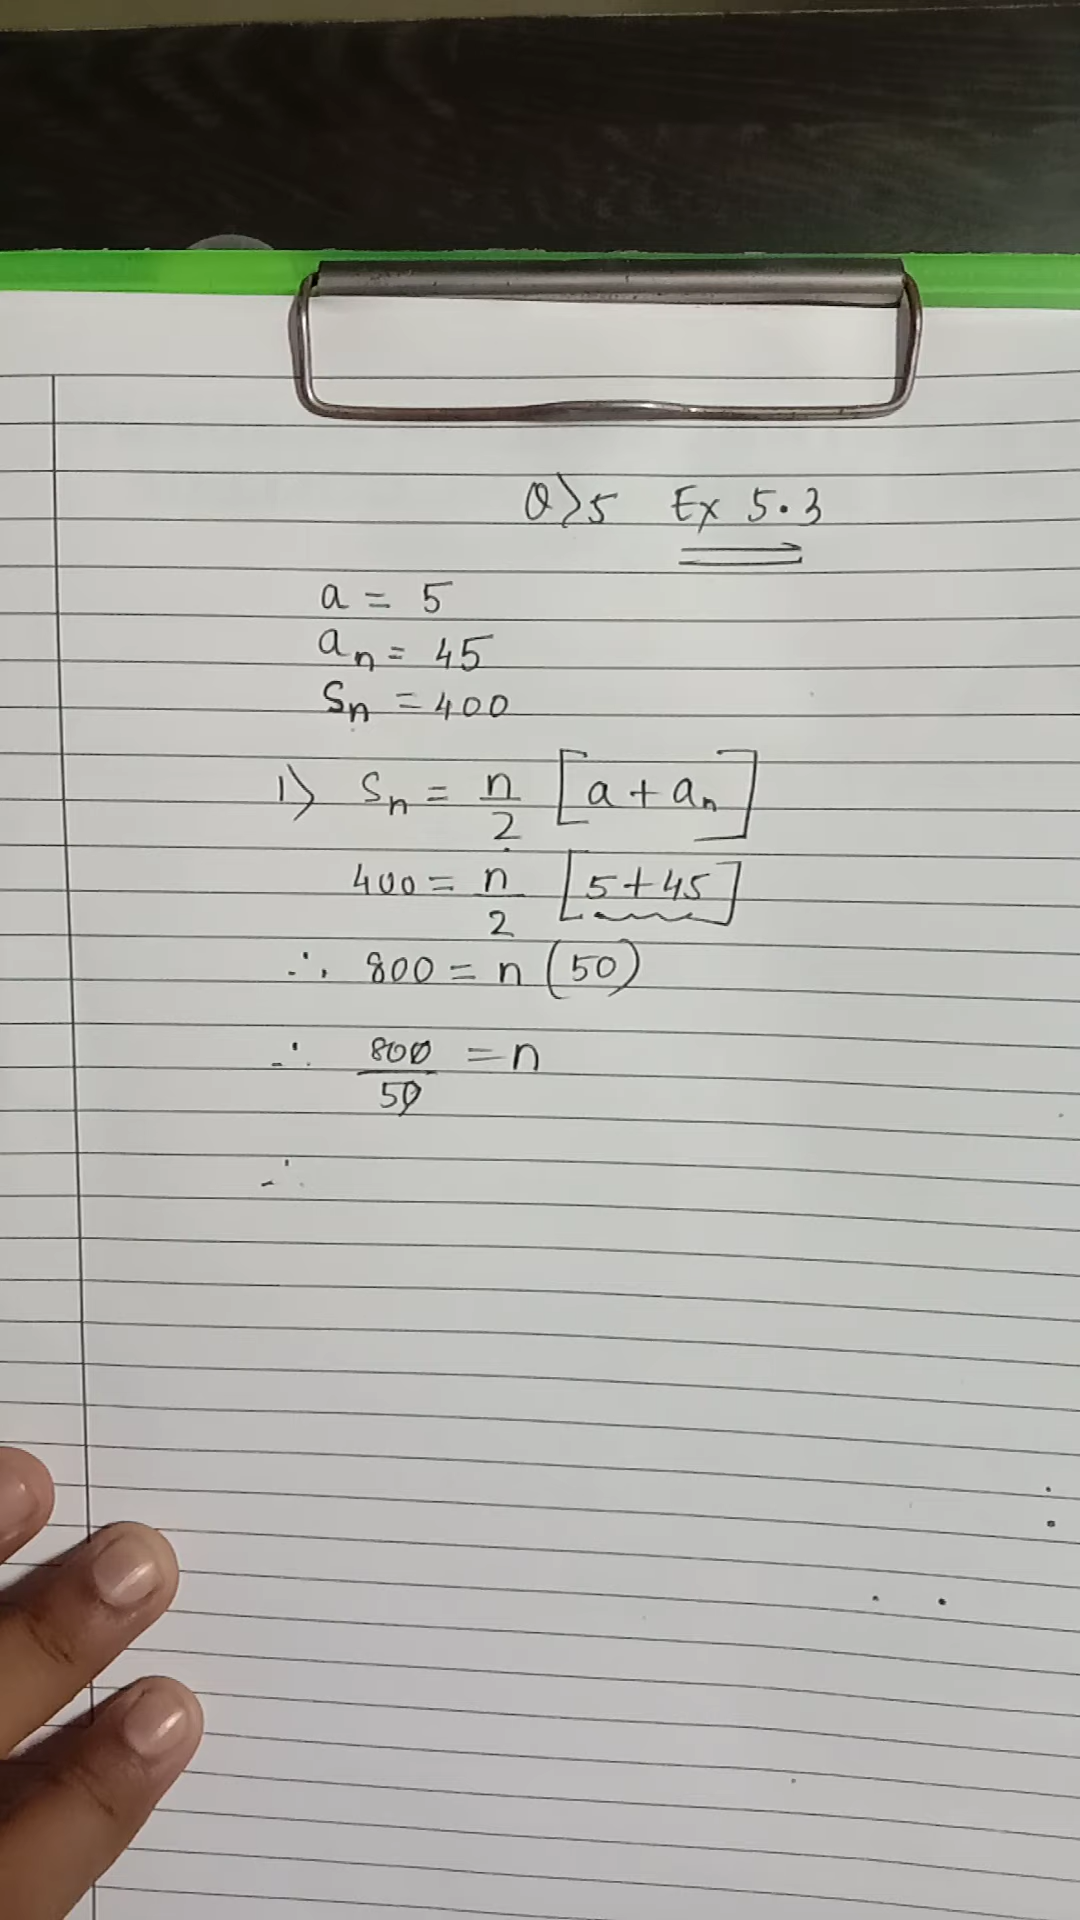 Q>5 Ex 5.3
a = 5
an = 45
Sn = 400
1> Sn = n/2 [a + an]
400 = n/2 [5 + 45]
∴ 800 = n (50)
∴ 800/50 = n
∴